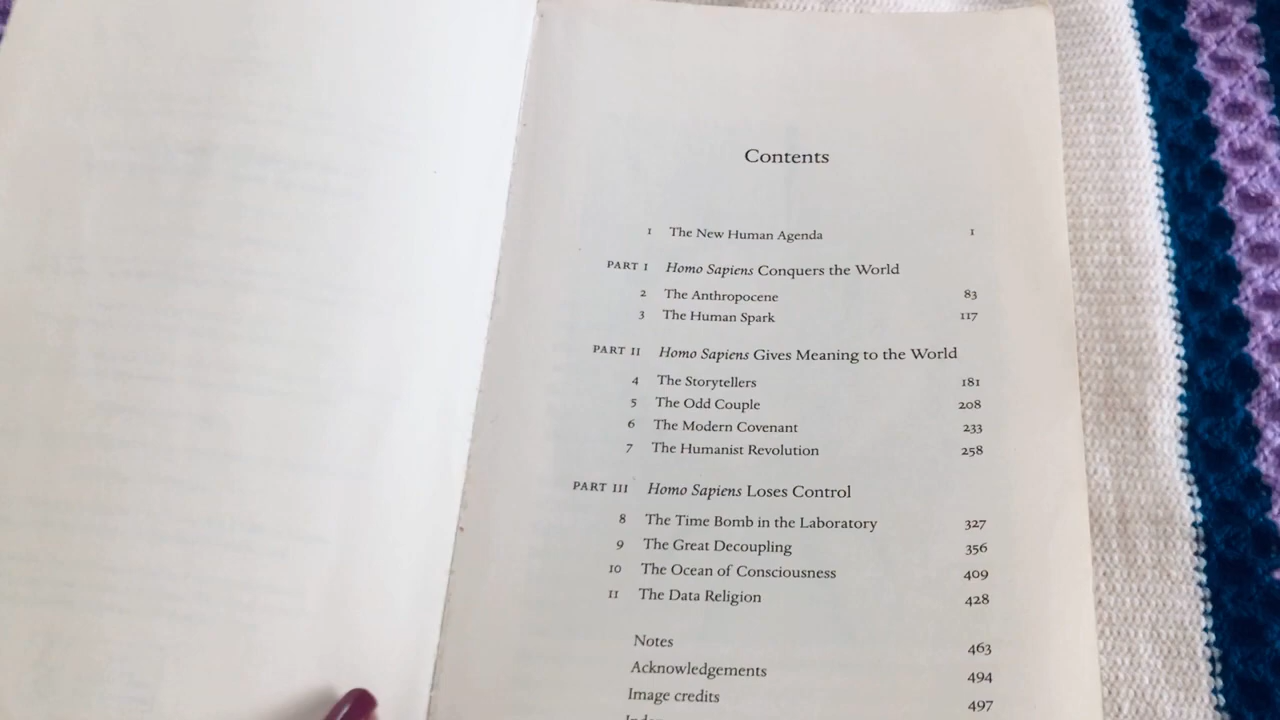 Contents
1 The New Human Agenda 1
PART I Homo Sapiens Conquers the World
2 The Anthropocene 83
3 The Human Spark 117
PART II Homo Sapiens Gives Meaning to the World
4 The Storytellers 181
5 The Odd Couple 208
6 The Modern Covenant 233
7 The Humanist Revolution 258
PART III Homo Sapiens Loses Control
8 The Time Bomb in the Laboratory 327
9 The Great Decoupling 356
10 The Ocean of Consciousness 409
11 The Data Religion 428
Notes 463
Acknowledgements 494
Image credits 497